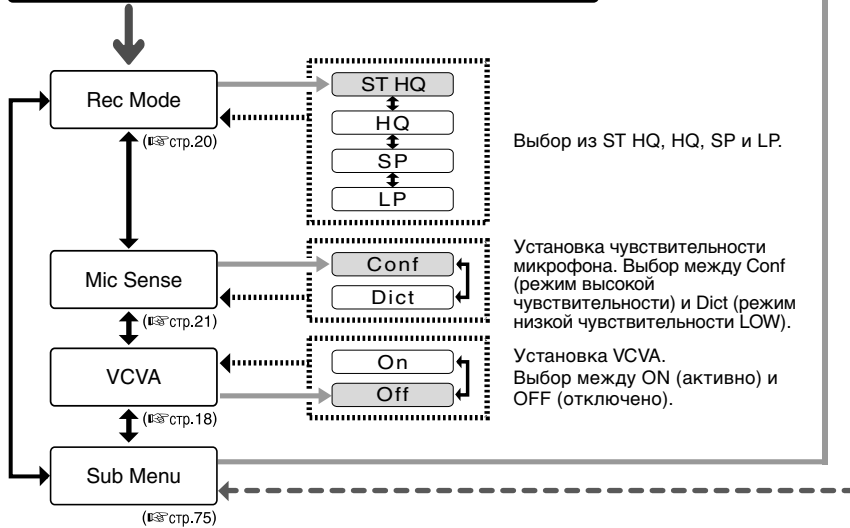 Rec Mode
(☞стр.20)
ST HQ
HQ
SP
LP
Выбор из ST HQ, HQ, SP и LP.
Mic Sense
(☞стр.21)
Conf
Dict
Установка чувствительности
микрофона. Выбор между Conf
(режим высокой
чувствительности) и Dict (режим
низкой чувствительности LOW).
VCVA
(☞стр.18)
On
Off
Установка VCVA.
Выбор между ON (активно) и
OFF (отключено).
Sub Menu
(☞стр.75)